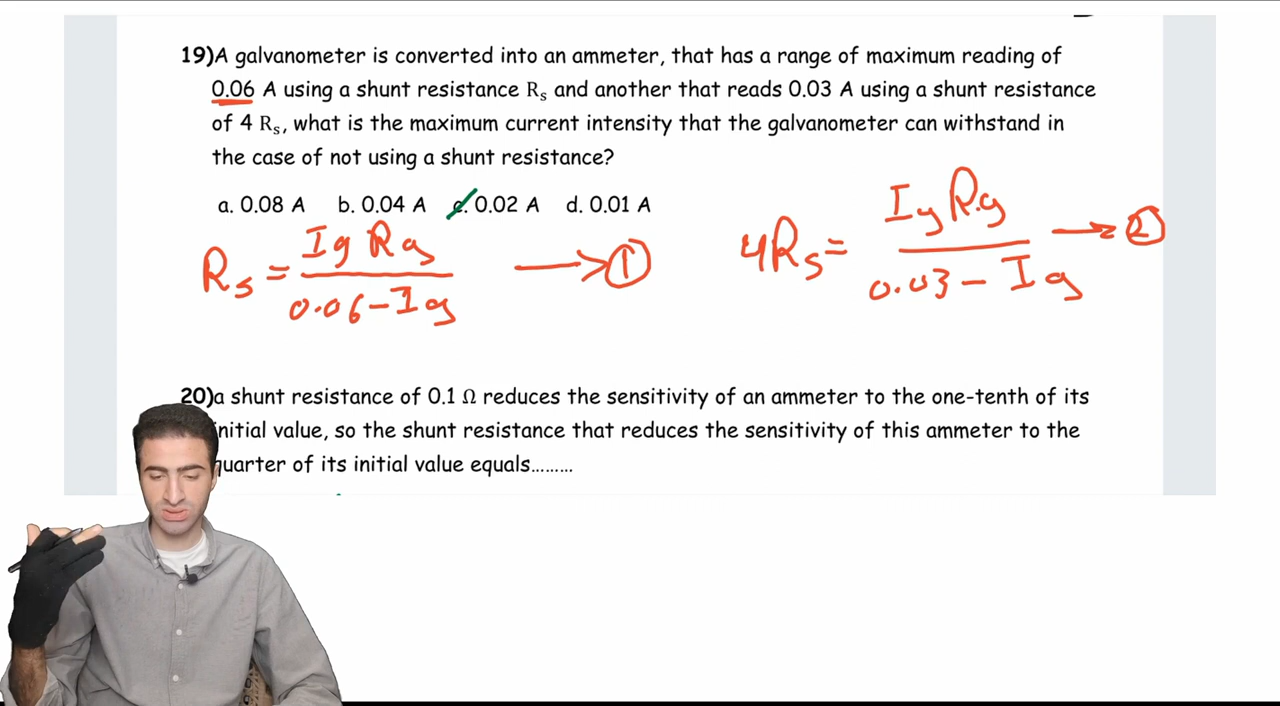 19)A galvanometer is converted into an ammeter, that has a range of maximum reading of
0.06 A using a shunt resistance Rₛ and another that reads 0.03 A using a shunt resistance
of 4 Rₛ, what is the maximum current intensity that the galvanometer can withstand in
the case of not using a shunt resistance?
a. 0.08 A b. 0.04 A c. 0.02 A d. 0.01 A
Rs = Ig Rg / 0.06 - Ig → 1
4Rs = Ig Rg / 0.03 - Ig → 2
20)a shunt resistance of 0.1 Ω reduces the sensitivity of an ammeter to the one-tenth of its
initial value, so the shunt resistance that reduces the sensitivity of this ammeter to the
quarter of its initial value equals.........